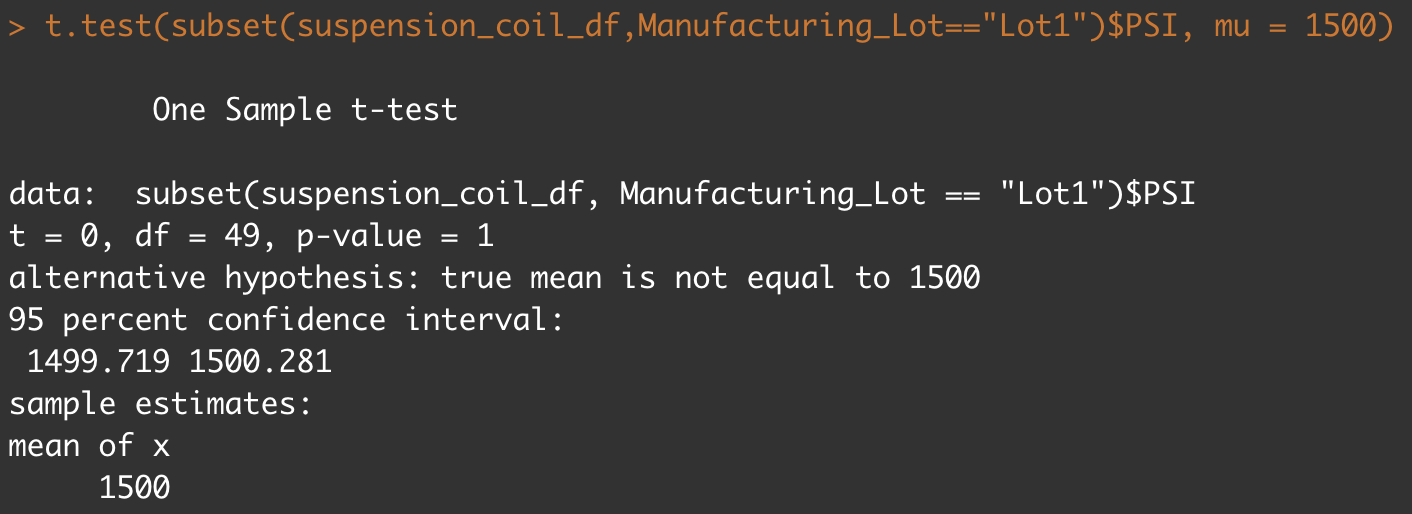 > t.test(subset(suspension_coil_df,Manufacturing_Lot=="Lot1")$PSI, mu = 1500)
One Sample t-test
data:  subset(suspension_coil_df, Manufacturing_Lot == "Lot1")$PSI
t = 0, df = 49, p-value = 1
alternative hypothesis: true mean is not equal to 1500
95 percent confidence interval:
1499.719 1500.281
sample estimates:
mean of x
1500